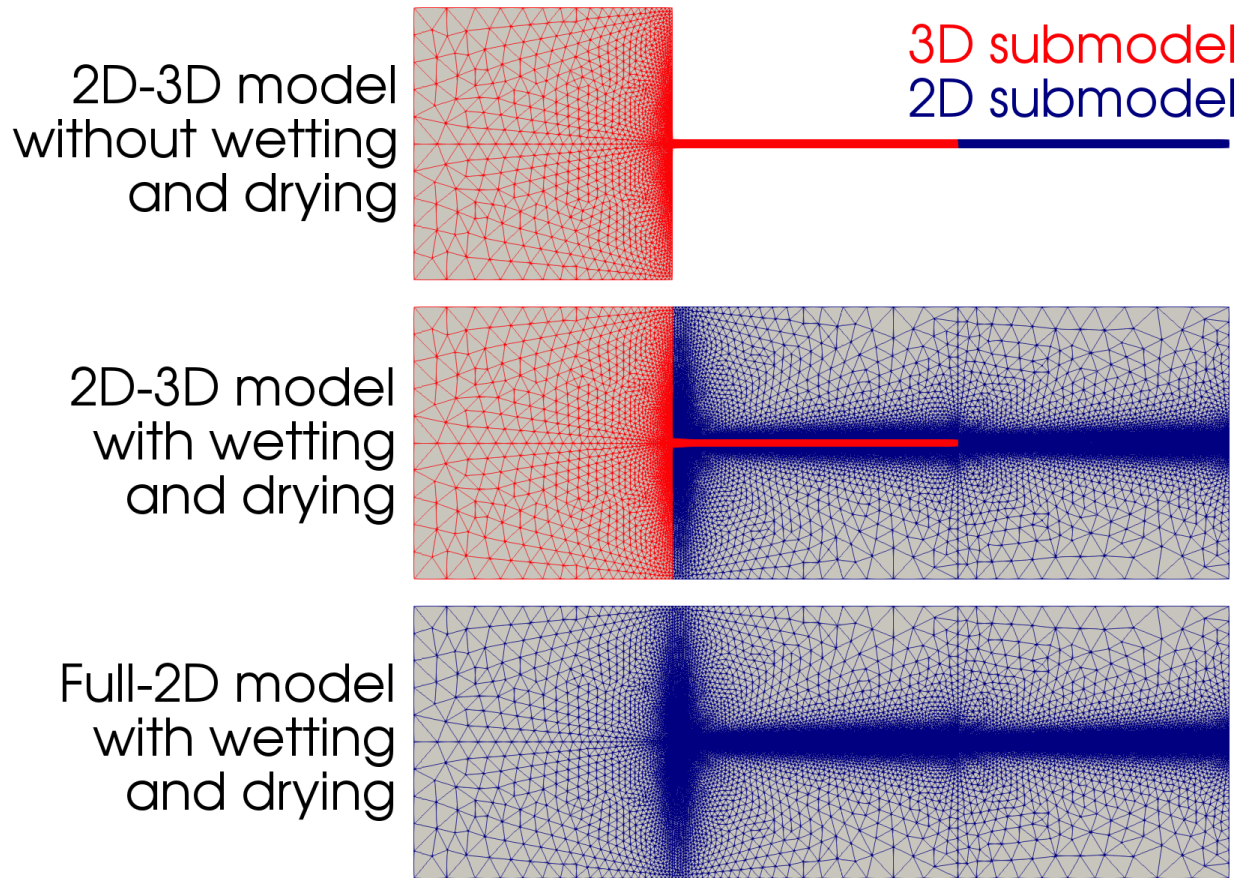 2D-3D model
without wetting
and drying
3D submodel
2D submodel
2D-3D model
with wetting
and drying
Full-2D model
with wetting
and drying